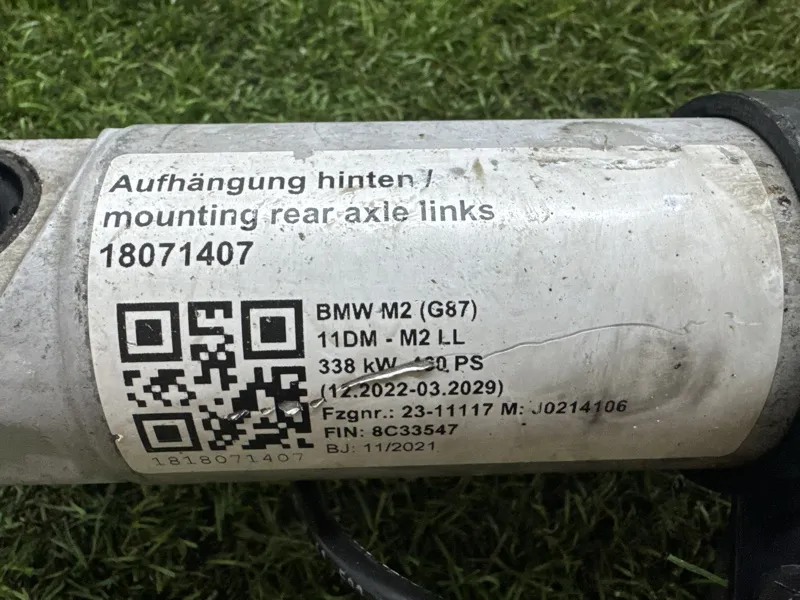 Aufhängung hinten /
mounting rear axle links
18071407
BMW M2 (G87)
11DM - M2 LL
338 kW, 460 PS
(12.2022-03.2029)
Fzgnr.: 23-11117 M: J0214106
FIN: 8C33547
BJ: 11/2021
1818071407